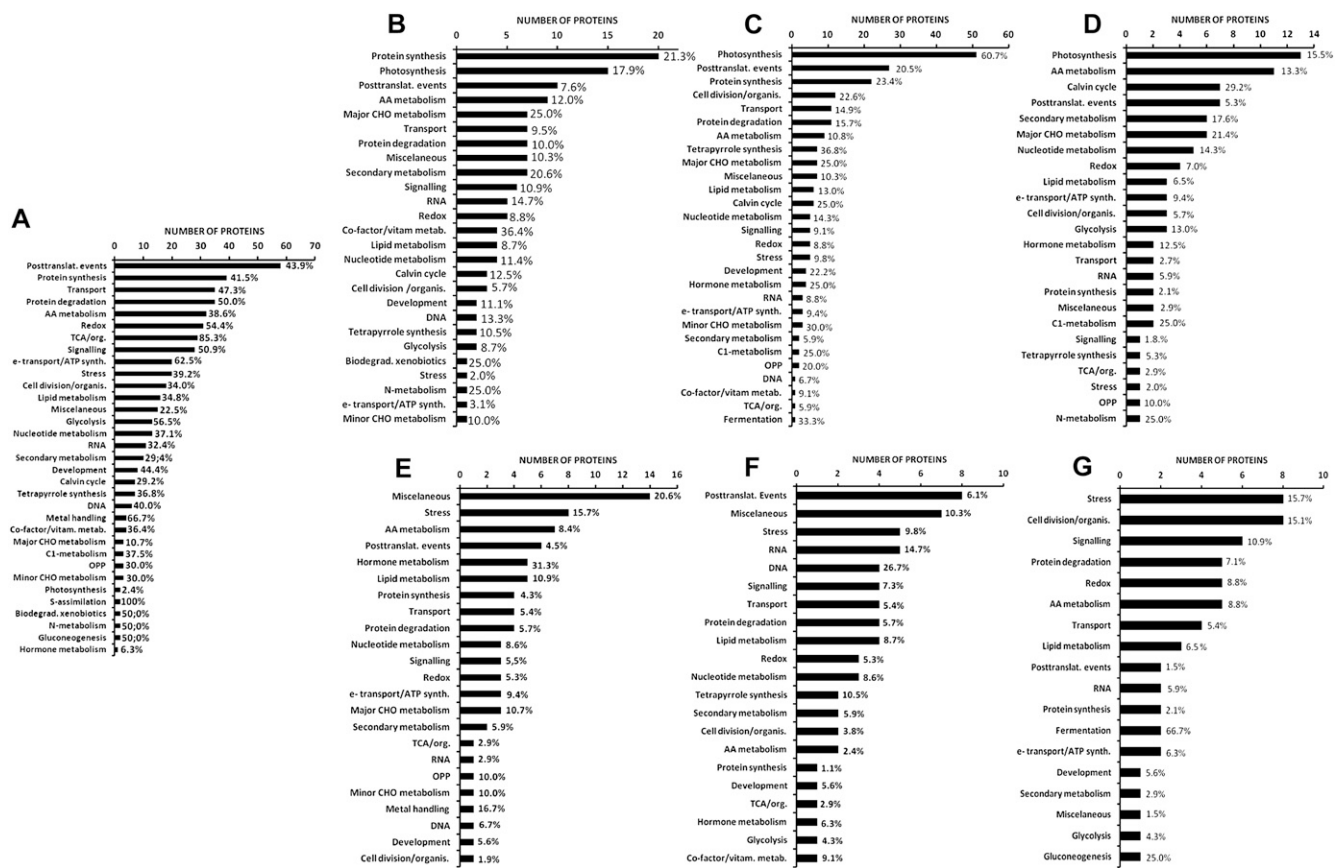 A
NUMBER OF PROTEINS
0 10 20 30 40 50 60 70
Posttranslat. events 43.9%
Protein synthesis 41.5%
Transport 47.3%
Protein degradation 50.0%
AA metabolism 38.6%
Redox 54.4%
TCA/org. 85.3%
Signalling 50.9%
e- transport/ATP synth. 62.5%
Stress 39.2%
Cell division/organis. 34.0%
Lipid metabolism 34.8%
Miscelaneous 22.5%
Glycolysis 56.5%
Nucleotide metabolism 37.1%
RNA 32.4%
Secondary metabolism 29;4%
Development 44.4%
Calvin cycle 29.2%
Tetrapyrrole synthesis 36.8%
DNA 40.0%
Metal handling 66.7%
Co-factor/vitam. metab. 36.4%
Major CHO metabolism 10.7%
C1-metabolism 37.5%
OPP 30.0%
Minor CHO metabolism 30.0%
Photosynthesis 2.4%
S-assimilation 100%
Biodegrad. xenobiotics 50;0%
N-metabolism 50;0%
Gluconeogenesis 50;0%
Hormone metabolism 6.3%
B
NUMBER OF PROTEINS
0 5 10 15 20
Protein synthesis 21.3%
Photosynthesis 17.9%
Posttranslat. events 7.6%
AA metabolism 12.0%
Major CHO metabolism 25.0%
Transport 9.5%
Protein degradation 10.0%
Miscelaneous 10.3%
Secondary metabolism 20.6%
Signalling 10.9%
RNA 14.7%
Redox 8.8%
Co-factor/vitam metab. 36.4%
Lipid metabolism 8.7%
Nucleotide metabolism 11.4%
Calvin cycle 12.5%
Cell division /organis. 5.7%
Development 11.1%
DNA 13.3%
Tetrapyrrole synthesis 10.5%
Glycolysis 8.7%
Biodegrad. xenobiotics 25.0%
Stress 2.0%
N-metabolism 25.0%
e- transport/ATP synth. 3.1%
Minor CHO metabolism 10.0%
C
NUMBER OF PROTEINS
0 10 20 30 40 50 60
Photosynthesis 60.7%
Posttranslat. events 20.5%
Protein synthesis 23.4%
Cell division/organis. 22.6%
Transport 14.9%
Protein degradation 15.7%
AA metabolism 10.8%
Tetrapyrrole synthesis 36.8%
Major CHO metabolism 25.0%
Miscelaneous 10.3%
Lipid metabolism 13.0%
Calvin cycle 25.0%
Nucleotide metabolism 14.3%
Signalling 9.1%
Redox 8.8%
Stress 9.8%
Development 22.2%
Hormone metabolism 25.0%
RNA 8.8%
e- transport/ATP synth. 9.4%
Minor CHO metabolism 30.0%
Secondary metabolism 5.9%
C1-metabolism 25.0%
OPP 20.0%
DNA 6.7%
Co-factor/vitam metab. 9.1%
TCA/org. 5.9%
Fermentation 33.3%
D
NUMBER OF PROTEINS
0 2 4 6 8 10 12 14
Photosynthesis 15.5%
AA metabolism 13.3%
Calvin cycle 29.2%
Posttranslat. events 5.3%
Secondary metabolism 17.6%
Major CHO metabolism 21.4%
Nucleotide metabolism 14.3%
Redox 7.0%
Lipid metabolism 6.5%
e- transport/ATP synth. 9.4%
Cell division/organis. 5.7%
Glycolysis 13.0%
Hormone metabolism 12.5%
Transport 2.7%
RNA 5.9%
Protein synthesis 2.1%
Miscelaneous 2.9%
C1-metabolism 25.0%
Signalling 1.8.%
Tetrapyrrole synthesis 5.3%
TCA/org. 2.9%
Stress 2.0%
OPP 10.0%
N-metabolism 25.0%
E
NUMBER OF PROTEINS
0 2 4 6 8 10 12 14 16
Miscelaneous 20.6%
Stress 15.7%
AA metabolism 8.4%
Posttranslat. events 4.5%
Hormone metabolism 31.3%
Lipid metabolism 10.9%
Protein synthesis 4.3%
Transport 5.4%
Protein degradation 5.7%
Nucleotide metabolism 8.6%
Signalling 5,5%
Redox 5.3%
e- transport/ATP synth. 9.4%
Major CHO metabolism 10.7%
Secondary metabolism 5.9%
TCA/org. 2.9%
RNA 2.9%
OPP 10.0%
Minor CHO metabolism 10.0%
Metal handling 16.7%
DNA 6.7%
Development 5.6%
Cell division/organis. 1.9%
F
NUMBER OF PROTEINS
0 2 4 6 8 10
Posttranslat. Events 6.1%
Miscelaneous 10.3%
Stress 9.8%
RNA 14.7%
DNA 26.7%
Signalling 7.3%
Transport 5.4%
Protein degradation 5.7%
Lipid metabolism 8.7%
Redox 5.3%
Nucleotide metabolism 8.6%
Tetrapyrrole synthesis 10.5%
Secondary metabolism 5.9%
Cell division/organis. 3.8%
AA metabolism 2.4%
Protein synthesis 1.1%
Development 5.6%
TCA/org. 2.9%
Hormone metabolism 6.3%
Glycolysis 4.3%
Co-factor/vitam. metab. 9.1%
G
NUMBER OF PROTEINS
0 2 4 6 8 10
Stress 15.7%
Cell division/organis. 15.1%
Signalling 10.9%
Protein degradation 7.1%
Redox 8.8%
AA metabolism 8.8%
Transport 5.4%
Lipid metabolism 6.5%
Posttranslat. events 1.5%
RNA 5.9%
Protein synthesis 2.1%
Fermentation 66.7%
e- transport/ATP synth. 6.3%
Development 5.6%
Secondary metabolism 2.9%
Miscelaneous 1.5%
Glycolysis 4.3%
Gluconeogenesis 25.0%